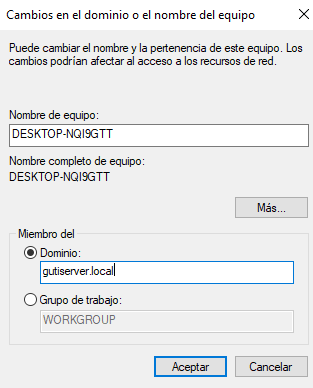 Cambios en el dominio o el nombre del equipo
Puede cambiar el nombre y la pertenencia de este equipo. Los
cambios podrían afectar al acceso a los recursos de red.
Nombre de equipo:
DESKTOP-NQI9GTT
Nombre completo de equipo:
DESKTOP-NQI9GTT
Más...
Miembro del
Dominio:
gutiserver.local
Grupo de trabajo:
WORKGROUP
Aceptar
Cancelar